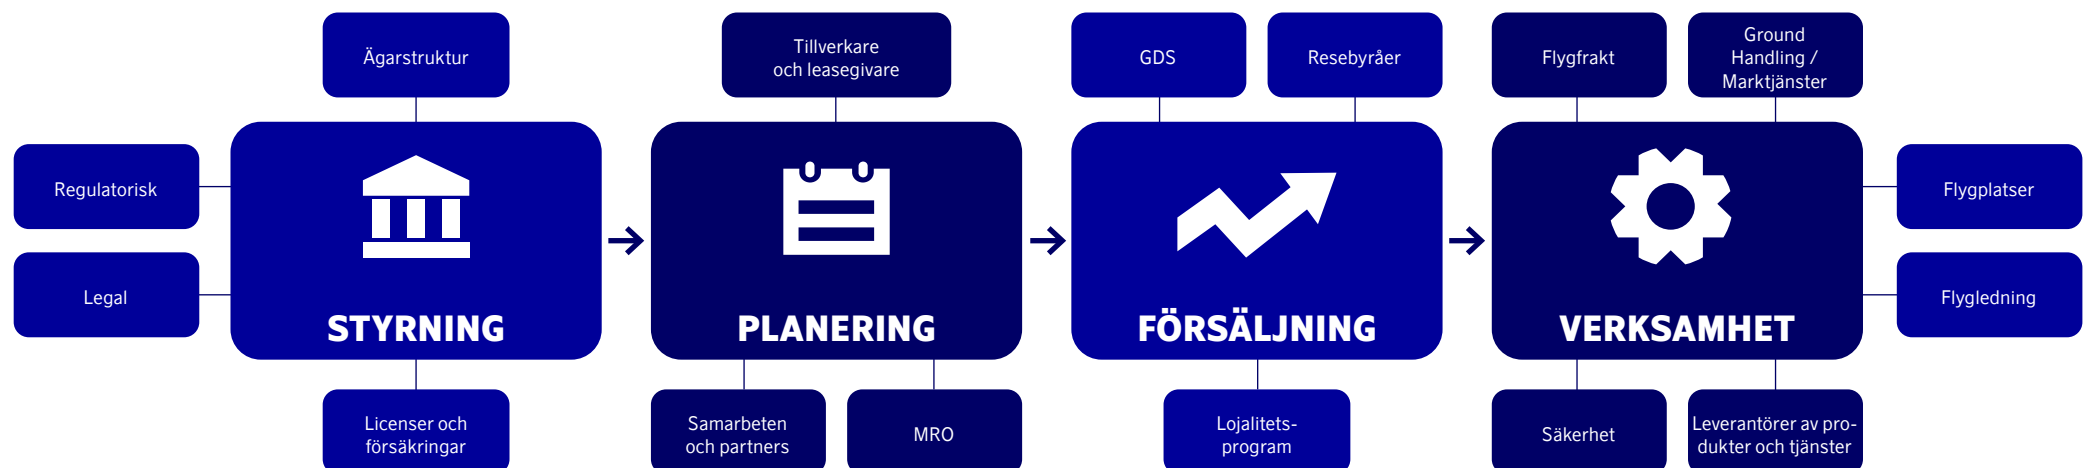 Ägarstruktur
Regulatorisk
Legal
STYRNING
Licenser och
försäkringar
Tillverkare
och leasegivare
PLANERING
Samarbeten
och partners
MRO
GDS
Resebyråer
FÖRSÄLJNING
Lojalitets-
program
Flygfrakt
Ground
Handling /
Marktjänster
VERKSAMHET
Flygplatser
Flygledning
Säkerhet
Leverantörer av pro-
dukter och tjänster